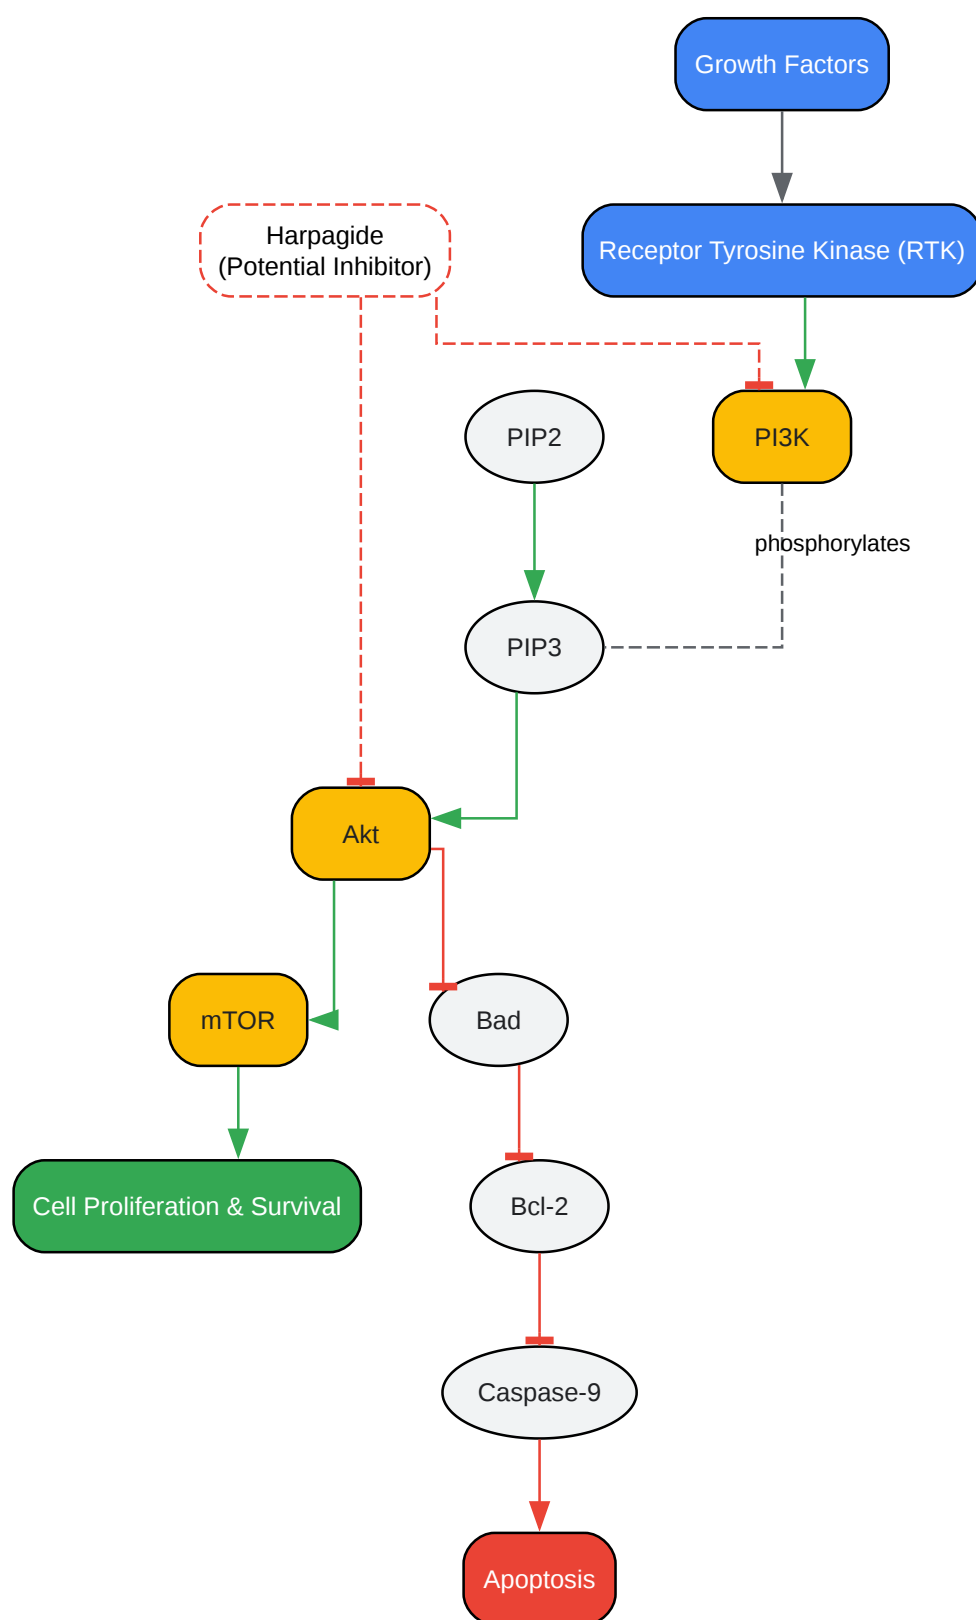 Growth Factors
Harpagide
(Potential Inhibitor)
Receptor Tyrosine Kinase (RTK)
PIP2
PI3K
phosphorylates
PIP3
Akt
mTOR
Bad
Cell Proliferation & Survival
Bcl-2
Caspase-9
Apoptosis